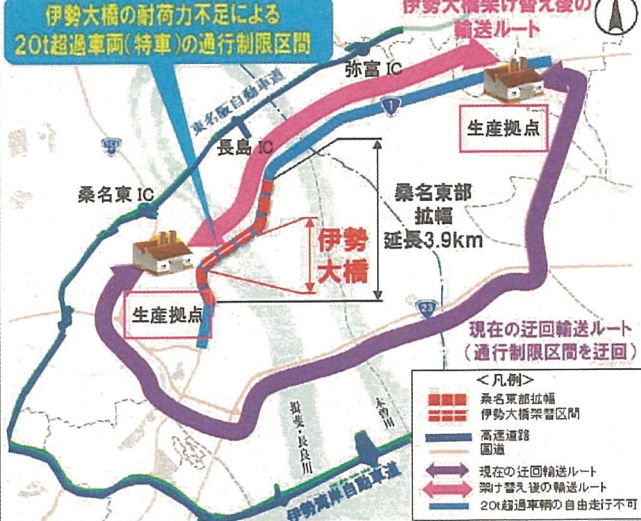 伊勢大橋の耐荷力不足による
20t超過車両(特車)の通行制限区間
伊勢大橋架け替え後の
輸送ルート
弥富 IC
東名阪自動車道
1
長島 IC
生産拠点
桑名東 IC
桑名東部
拡幅
延長3.9km
伊勢
大橋
生産拠点
23
現在の迂回輸送ルート
(通行制限区間を迂回)
揖斐・長良川
木曽川
伊勢湾岸自動車道
<凡例>
桑名東部拡幅
伊勢大橋架替区間
高速道路
国道
現在の迂回輸送ルート
架け替え後の輸送ルート
20t超過車輌の自由走行不可